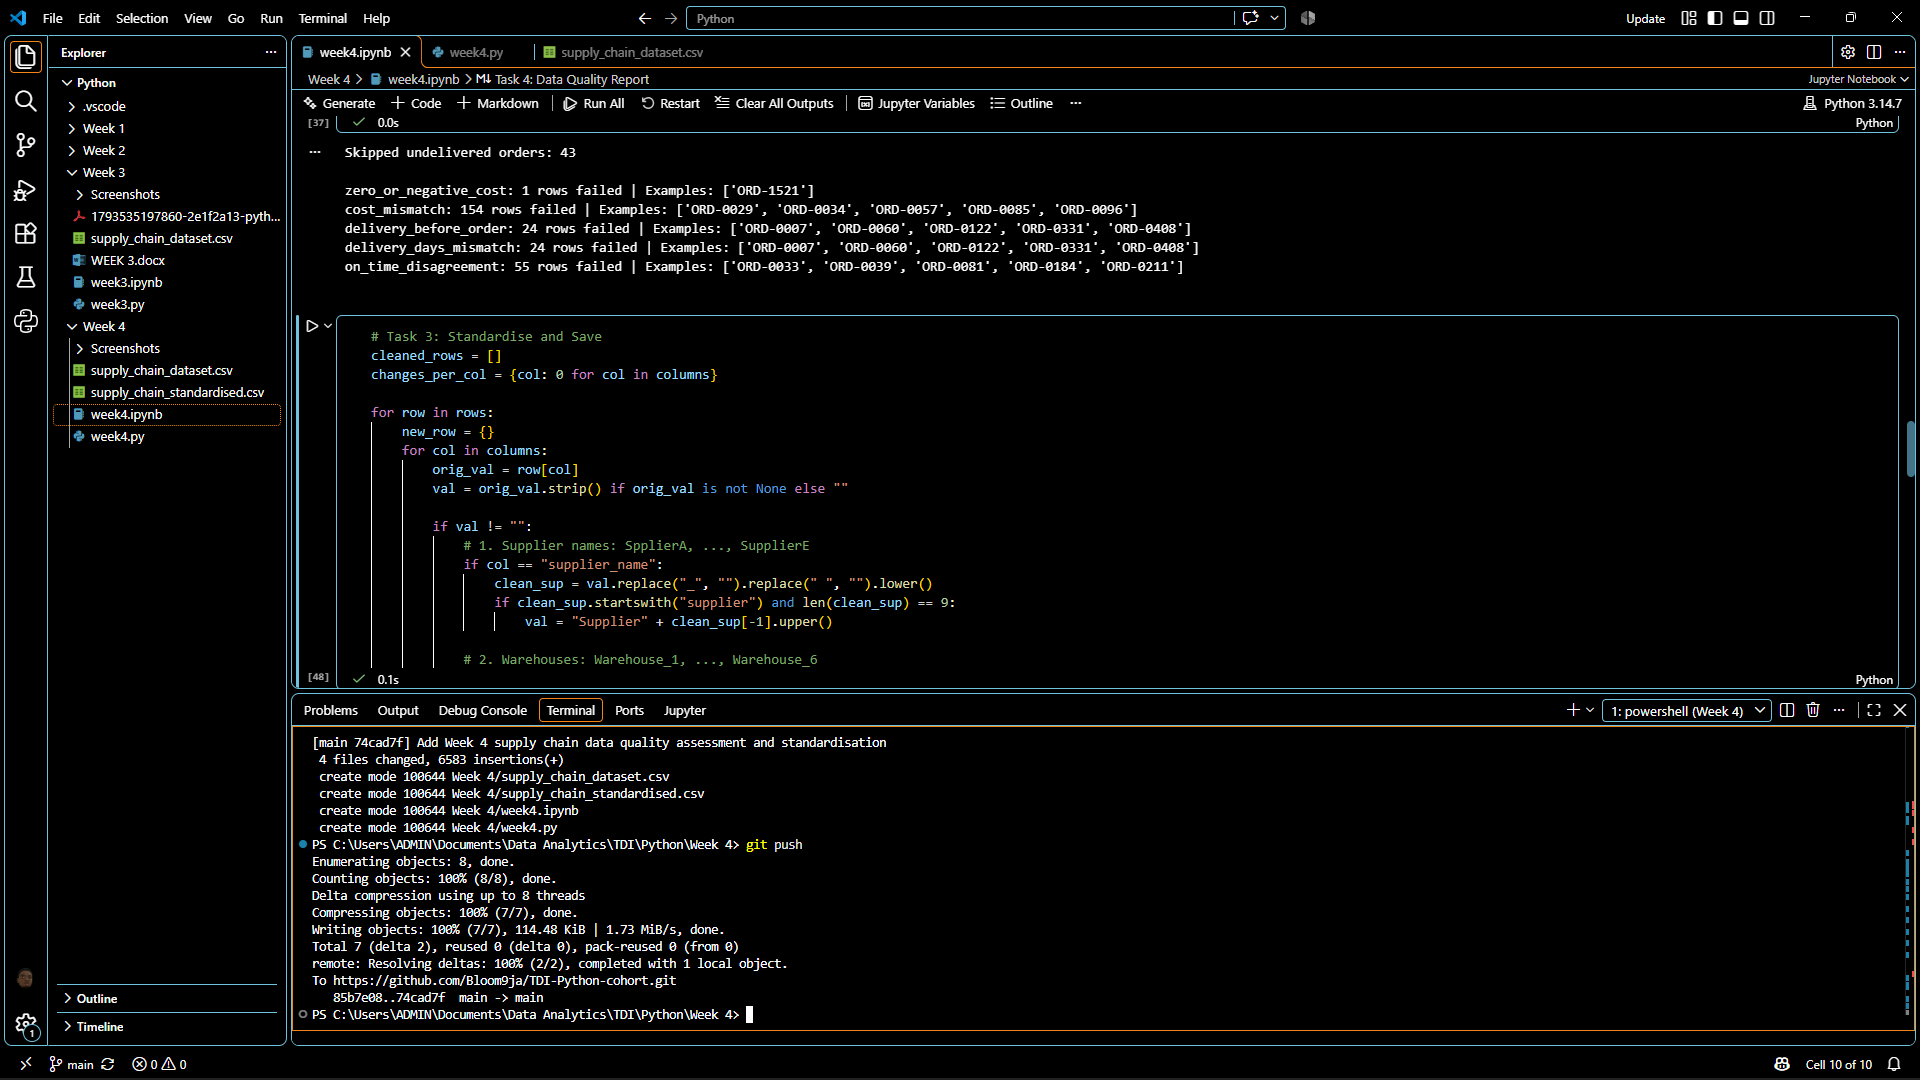 File Edit Selection View Go Run Terminal Help
Python
Update
Explorer
week4.ipynb
week4.py
supply_chain_dataset.csv
Week 4 > week4.ipynb > M↓ Task 4: Data Quality Report
Jupyter Notebook
Generate + Code + Markdown Run All Restart Clear All Outputs Jupyter Variables Outline ...
Python 3.14.7
Python
.vscode
Week 1
Week 2
Week 3
Screenshots
1793535197860-2e1f2a13-pyth...
supply_chain_dataset.csv
WEEK 3.docx
week3.ipynb
week3.py
Week 4
Screenshots
supply_chain_dataset.csv
supply_chain_standardised.csv
week4.ipynb
week4.py
Outline
Timeline
[37] 0.0s
Python
Skipped undelivered orders: 43
zero_or_negative_cost: 1 rows failed | Examples: ['ORD-1521']
cost_mismatch: 154 rows failed | Examples: ['ORD-0029', 'ORD-0034', 'ORD-0057', 'ORD-0085', 'ORD-0096']
delivery_before_order: 24 rows failed | Examples: ['ORD-0007', 'ORD-0060', 'ORD-0122', 'ORD-0331', 'ORD-0408']
delivery_days_mismatch: 24 rows failed | Examples: ['ORD-0007', 'ORD-0060', 'ORD-0122', 'ORD-0331', 'ORD-0408']
on_time_disagreement: 55 rows failed | Examples: ['ORD-0033', 'ORD-0039', 'ORD-0081', 'ORD-0184', 'ORD-0211']
# Task 3: Standardise and Save
cleaned_rows = []
changes_per_col = {col: 0 for col in columns}
for row in rows:
new_row = {}
for col in columns:
orig_val = row[col]
val = orig_val.strip() if orig_val is not None else ""
if val != "":
# 1. Supplier names: SpplierA, ..., SupplierE
if col == "supplier_name":
clean_sup = val.replace("_", "").replace(" ", "").lower()
if clean_sup.startswith("supplier") and len(clean_sup) == 9:
val = "Supplier" + clean_sup[-1].upper()
# 2. Warehouses: Warehouse_1, ..., Warehouse_6
[48] 0.1s
Python
Problems Output Debug Console Terminal Ports Jupyter
1: powershell (Week 4)
[main 74cad7f] Add Week 4 supply chain data quality assessment and standardisation
4 files changed, 6583 insertions(+)
create mode 100644 Week 4/supply_chain_dataset.csv
create mode 100644 Week 4/supply_chain_standardised.csv
create mode 100644 Week 4/week4.ipynb
create mode 100644 Week 4/week4.py
PS C:\Users\ADMIN\Documents\Data Analytics\TDI\Python\Week 4> git push
Enumerating objects: 8, done.
Counting objects: 100% (8/8), done.
Delta compression using up to 8 threads
Compressing objects: 100% (7/7), done.
Writing objects: 100% (7/7), 114.48 KiB | 1.73 MiB/s, done.
Total 7 (delta 2), reused 0 (delta 0), pack-reused 0 (from 0)
remote: Resolving deltas: 100% (2/2), completed with 1 local object.
To https://github.com/Bloom9ja/TDI-Python-cohort.git
85b7e08..74cad7f main -> main
PS C:\Users\ADMIN\Documents\Data Analytics\TDI\Python\Week 4>
1
main
0 0
Cell 10 of 10